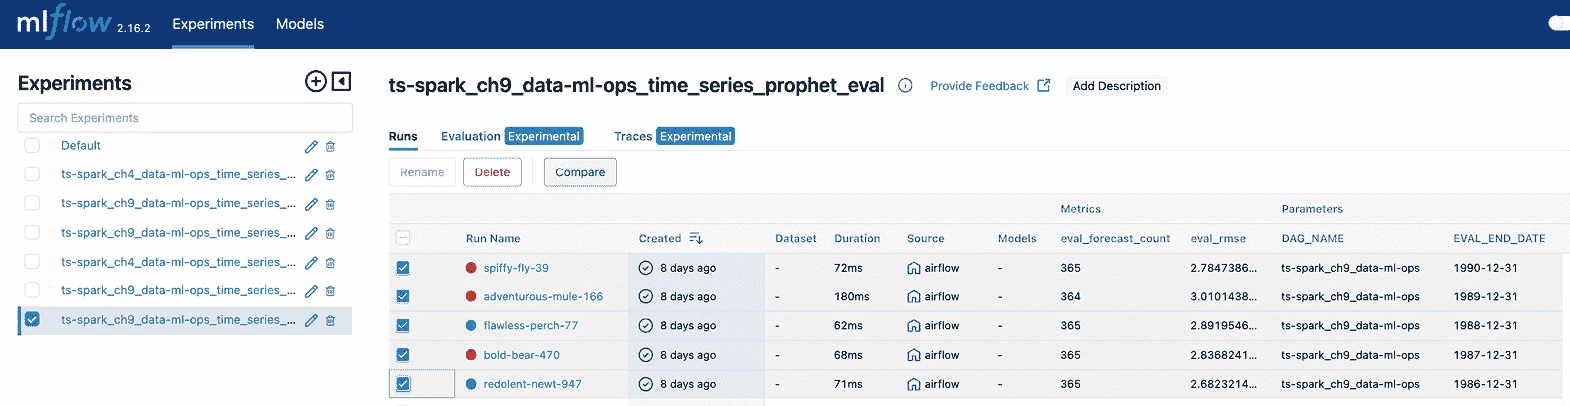 mlflow 2.16.2 Experiments Models
Experiments
Search Experiments
Default
ts-spark_ch4_data-ml-ops_time_series_...
ts-spark_ch9_data-ml-ops_time_series_...
ts-spark_ch9_data-ml-ops_time_series_...
ts-spark_ch4_data-ml-ops_time_series_...
ts-spark_ch9_data-ml-ops_time_series_...
ts-spark_ch9_data-ml-ops_time_series_...
ts-spark_ch9_data-ml-ops_time_series_prophet_eval Provide Feedback Add Description
Runs Evaluation Experimental Traces Experimental
Rename Delete Compare
Metrics Parameters
Run Name Created Dataset Duration Source Models eval_forecast_count eval_rmse DAG_NAME EVAL_END_DATE
spiffy-fly-39 8 days ago - 72ms airflow - 365 2.7847386... ts-spark_ch9_data-ml-ops 1990-12-31
adventurous-mule-166 8 days ago - 180ms airflow - 364 3.0101438... ts-spark_ch9_data-ml-ops 1989-12-31
flawless-perch-77 8 days ago - 62ms airflow - 365 2.8919546... ts-spark_ch9_data-ml-ops 1988-12-31
bold-bear-470 8 days ago - 68ms airflow - 365 2.8368241... ts-spark_ch9_data-ml-ops 1987-12-31
redolent-newt-947 8 days ago - 71ms airflow - 365 2.6823214... ts-spark_ch9_data-ml-ops 1986-12-31